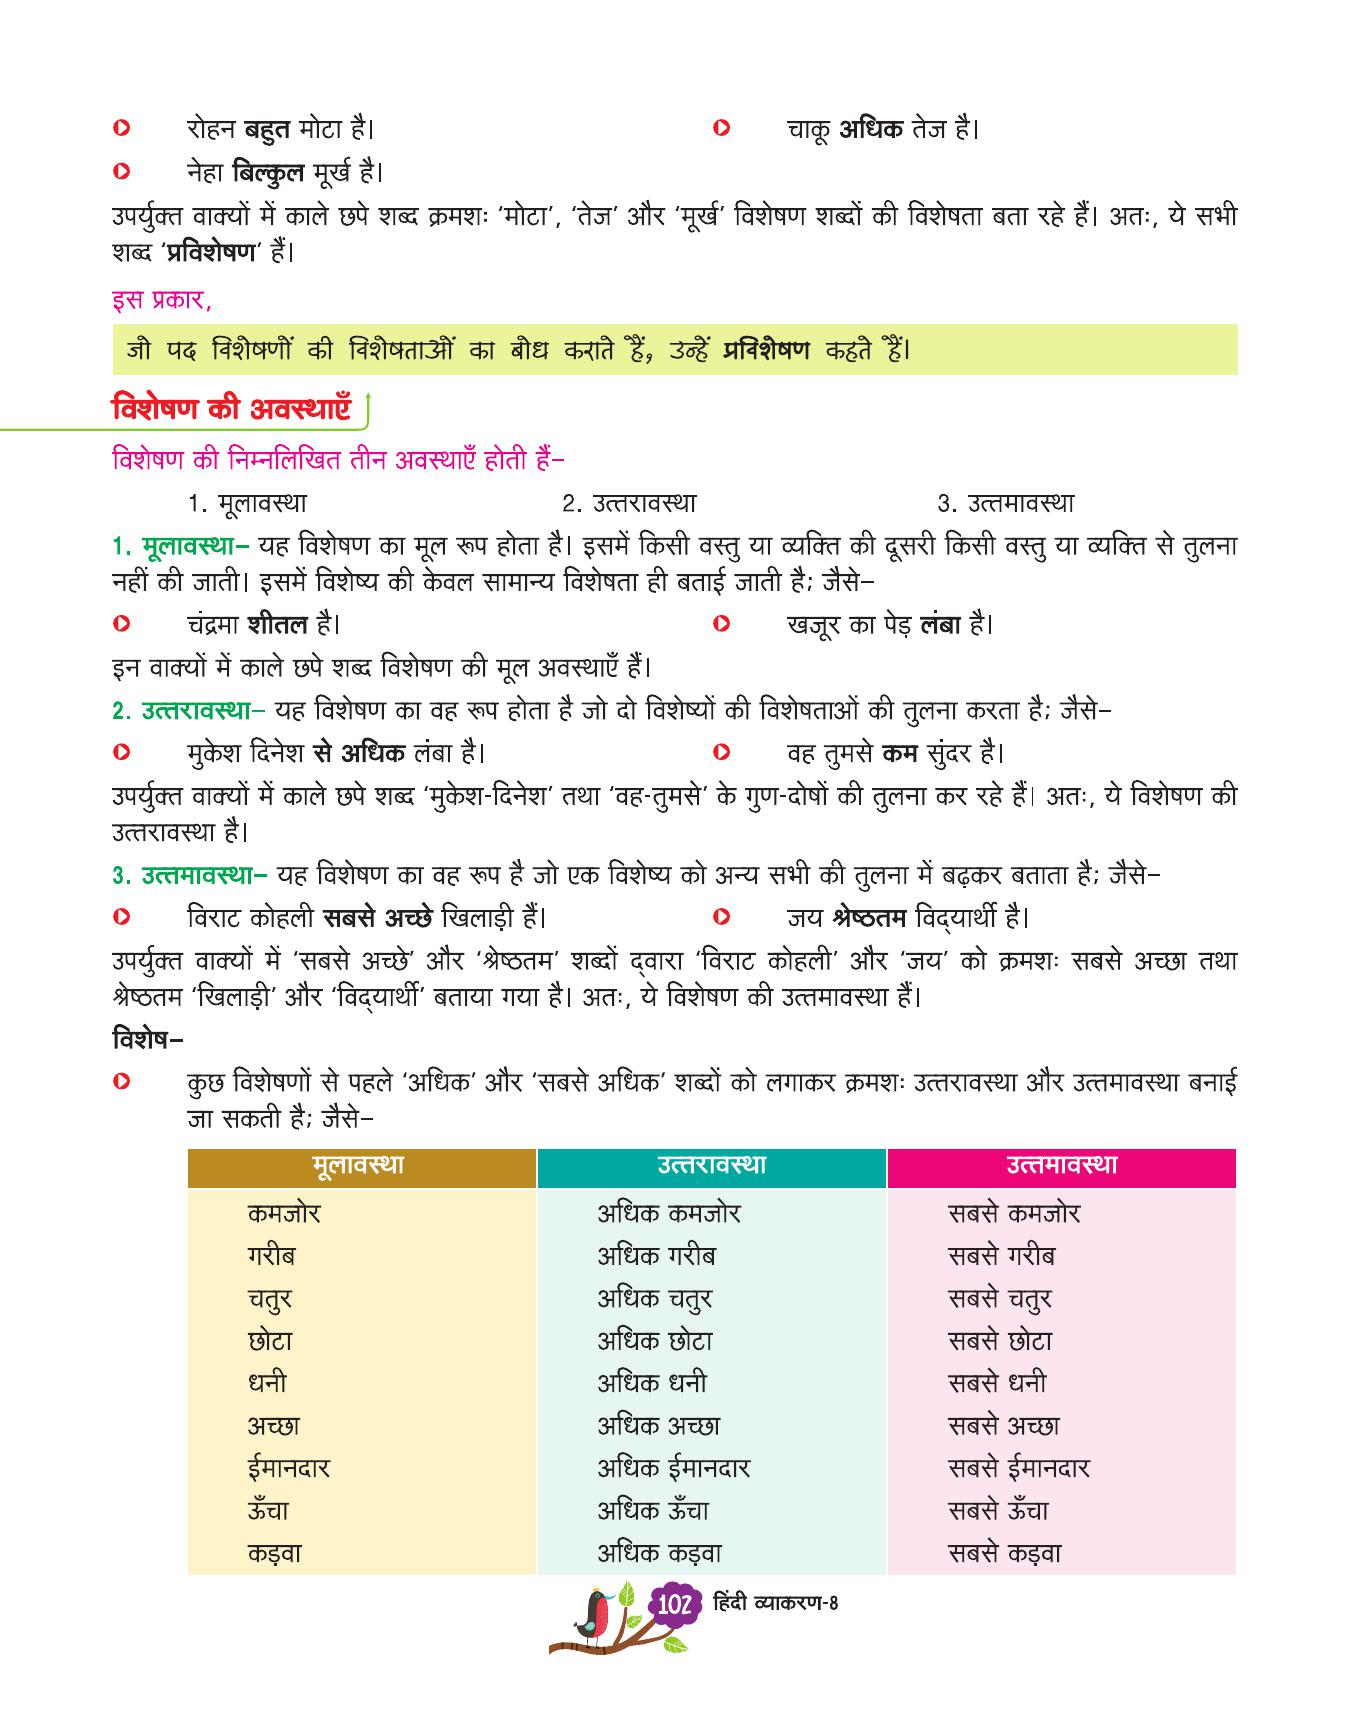 रोहन बहुत मोटा है। चाकू अधिक तेज है।
नेहा बिल्कुल मूर्ख है।
उपर्युक्त वाक्यों में काले छपे शब्द क्रमशः ‘मोटा’, ‘तेज’ और ‘मूर्ख’ विशेषण शब्दों की विशेषता बता रहे हैं। अतः, ये सभी
शब्द ‘प्रविशेषण‘ हैं।
इस प्रकार,
जो पद विशेषणों की विशेषताओं का बोध कराते हैं, उन्हें प्रविशेषण कहते हैं।
विशेषण की अवस्थाएँ
विशेषण की निम्नलिखित तीन अवस्थाएँ होती हैं–
1. मूलावस्था 2. उत्तरावस्था 3. उत्तमावस्था
1. मूलावस्था– यह विशेषण का मूल रूप होता है। इसमें किसी वस्तु या व्यक्ति की दूसरी किसी वस्तु या व्यक्ति से तुलना
नहीं की जाती। इसमें विशेष्य की केवल सामान्य विशेषता ही बताई जाती है; जैसे–
चंद्रमा शीतल है। खजूर का पेड़ लंबा है।
इन वाक्यों में काले छपे शब्द विशेषण की मूल अवस्थाएँ हैं।
2. उत्तरावस्था– यह विशेषण का वह रूप होता है जो दो विशेष्यों की विशेषताओं की तुलना करता है; जैसे–
मुकेश दिनेश से अधिक लंबा है। वह तुमसे कम सुंदर है।
उपर्युक्त वाक्यों में काले छपे शब्द ‘मुकेश-दिनेश’ तथा ‘वह-तुमसे’ के गुण-दोषों की तुलना कर रहे हैं। अतः, ये विशेषण की
उत्तरावस्था है।
3. उत्तमावस्था– यह विशेषण का वह रूप है जो एक विशेष्य को अन्य सभी की तुलना में बढ़कर बताता है; जैसे–
विराट कोहली सबसे अच्छे खिलाड़ी हैं। जय श्रेष्ठतम विद्‌यार्थी है।
उपर्युक्त वाक्यों में ‘सबसे अच्छे’ और ‘श्रेष्ठतम’ शब्दों द्‌वारा ‘विराट कोहली’ और ‘जय’ को क्रमशः सबसे अच्छा तथा
श्रेष्ठतम ‘खिलाड़ी’ और ‘विद्‌यार्थी’ बताया गया है। अतः, ये विशेषण की उत्तमावस्था हैं।
विशेष–
कुछ विशेषणों से पहले ‘अधिक’ और ‘सबसे अधिक’ शब्दों को लगाकर क्रमशः उत्तरावस्था और उत्तमावस्था बनाई
जा सकती है; जैसे–
मूलावस्था उत्तरावस्था उत्तमावस्था
कमजोर अधिक कमजोर सबसे कमजोर
गरीब अधिक गरीब सबसे गरीब
चतुर अधिक चतुर सबसे चतुर
छोटा अधिक छोटा सबसे छोटा
धनी अधिक धनी सबसे धनी
अच्छा अधिक अच्छा सबसे अच्छा
ईमानदार अधिक ईमानदार सबसे ईमानदार
ऊँचा अधिक ऊँचा सबसे ऊँचा
कड़वा अधिक कड़वा सबसे कड़वा
102 हिंदी व्याकरण-8